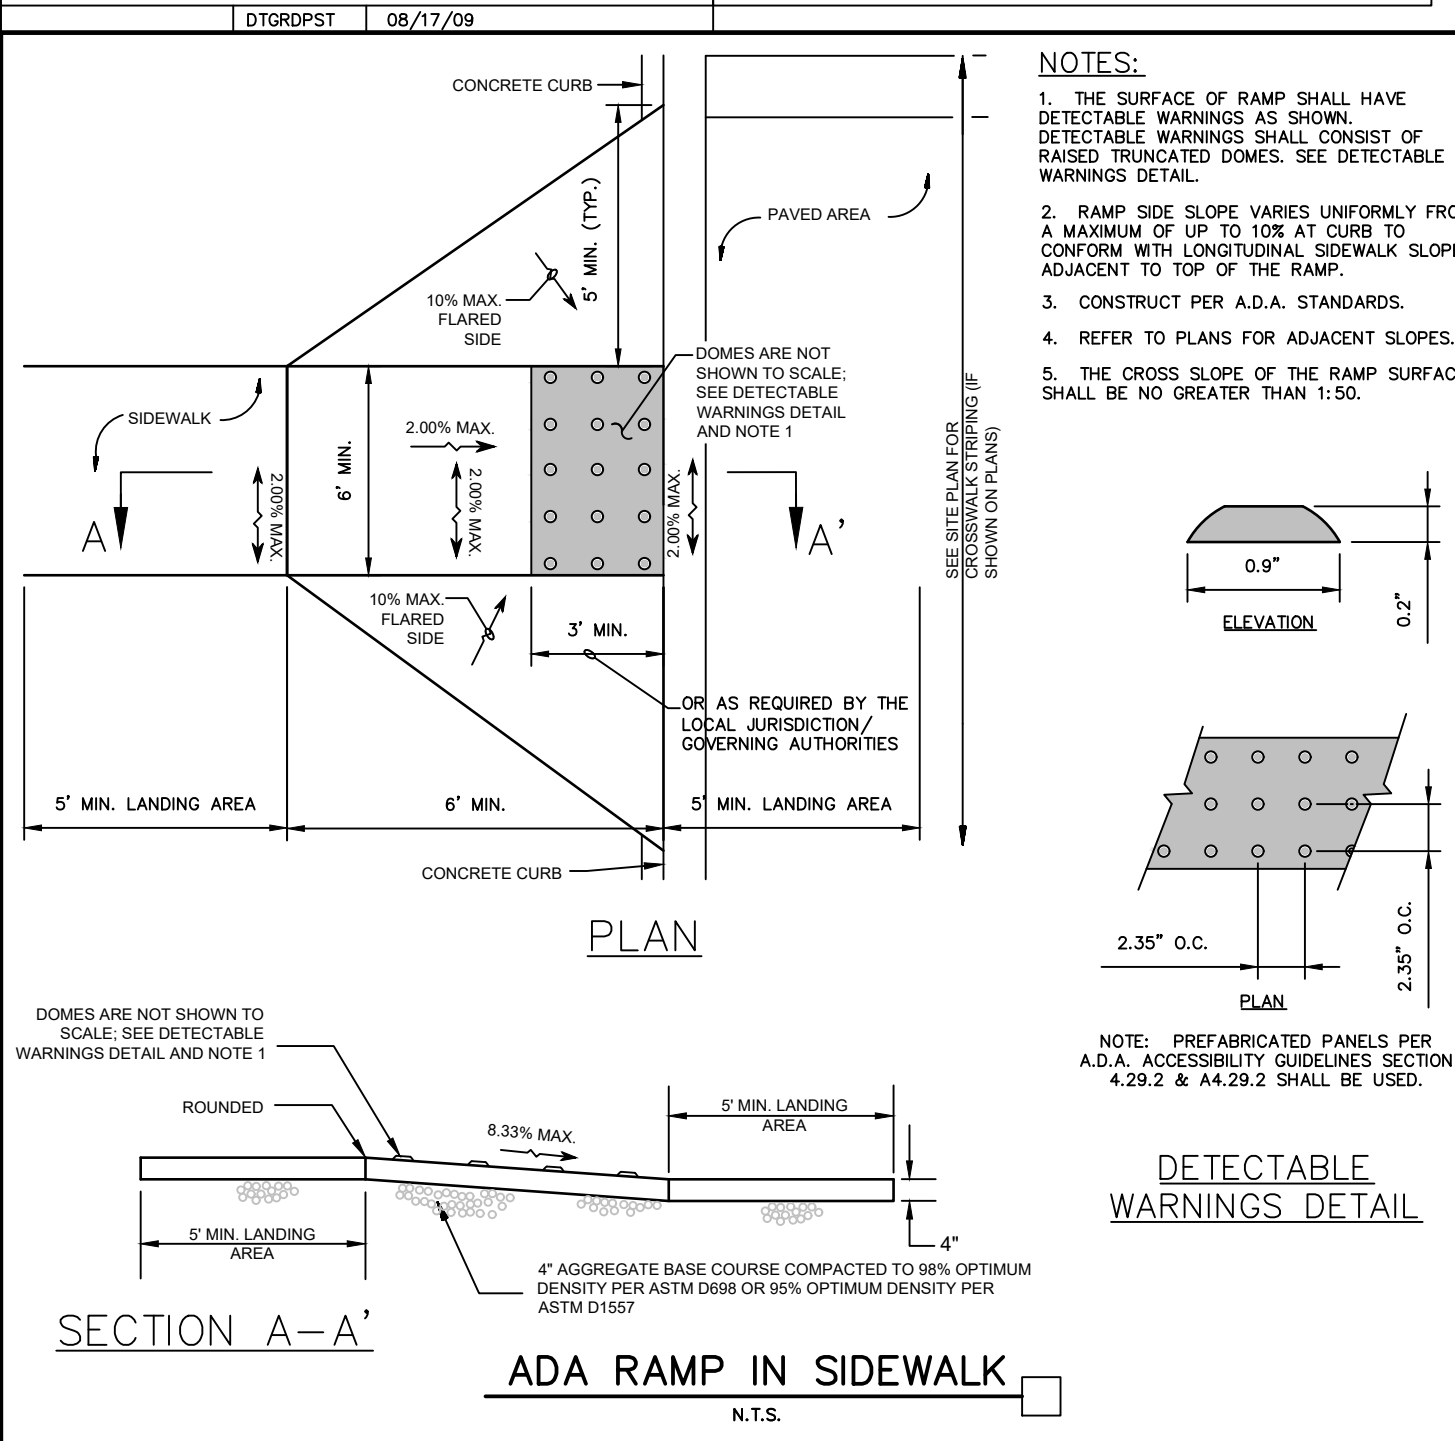 DTGRDPST 08/17/09
CONCRETE CURB
5' MIN. (TYP.)
PAVED AREA
10% MAX.
FLARED
SIDE
DOMES ARE NOT
SHOWN TO SCALE;
SEE DETECTABLE
WARNINGS DETAIL
AND NOTE 1
SIDEWALK
2.00% MAX.
6' MIN.
2.00% MAX.
2.00% MAX.
2.00% MAX.
A
A'
SEE SITE PLAN FOR
CROSSWALK STRIPING (IF
SHOWN ON PLANS)
10% MAX.
FLARED
SIDE
3' MIN.
OR AS REQUIRED BY THE
LOCAL JURISDICTION/
GOVERNING AUTHORITIES
5' MIN. LANDING AREA
6' MIN.
5' MIN. LANDING AREA
CONCRETE CURB
PLAN
NOTES:
1. THE SURFACE OF RAMP SHALL HAVE
DETECTABLE WARNINGS AS SHOWN.
DETECTABLE WARNINGS SHALL CONSIST OF
RAISED TRUNCATED DOMES. SEE DETECTABLE
WARNINGS DETAIL.
2. RAMP SIDE SLOPE VARIES UNIFORMLY FRO
A MAXIMUM OF UP TO 10% AT CURB TO
CONFORM WITH LONGITUDINAL SIDEWALK SLOPE
ADJACENT TO TOP OF THE RAMP.
3. CONSTRUCT PER A.D.A. STANDARDS.
4. REFER TO PLANS FOR ADJACENT SLOPES.
5. THE CROSS SLOPE OF THE RAMP SURFAC
SHALL BE NO GREATER THAN 1:50.
0.9"
0.2"
ELEVATION
2.35" O.C.
2.35" O.C.
PLAN
NOTE: PREFABRICATED PANELS PER
A.D.A. ACCESSIBILITY GUIDELINES SECTION
4.29.2 & A4.29.2 SHALL BE USED.
DETECTABLE
WARNINGS DETAIL
DOMES ARE NOT SHOWN TO
SCALE; SEE DETECTABLE
WARNINGS DETAIL AND NOTE 1
ROUNDED
8.33% MAX.
5' MIN. LANDING
AREA
5' MIN. LANDING
AREA
4"
4" AGGREGATE BASE COURSE COMPACTED TO 98% OPTIMUM
DENSITY PER ASTM D698 OR 95% OPTIMUM DENSITY PER
ASTM D1557
SECTION A-A'
ADA RAMP IN SIDEWALK
N.T.S.